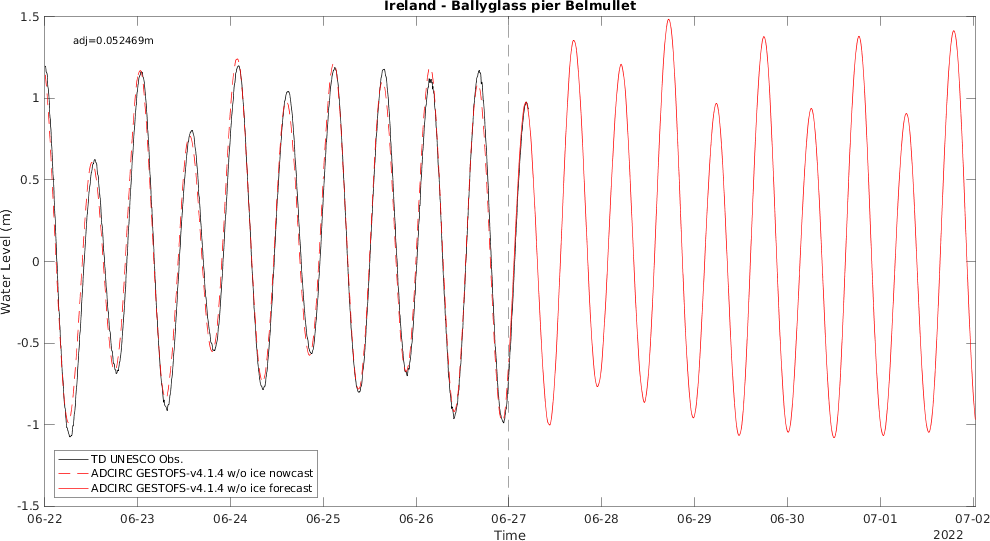 Ireland - Ballyglass pier Belmullet
adj=0.052469m
1.5
1
0.5
0
-0.5
-1
-1.5
Water Level (m)
TD UNESCO Obs.
ADCIRC GESTOFS-v4.1.4 w/o ice nowcast
ADCIRC GESTOFS-v4.1.4 w/o ice forecast
06-22 06-23 06-24 06-25 06-26 06-27 06-28 06-29 06-30 07-01 07-02
Time
2022